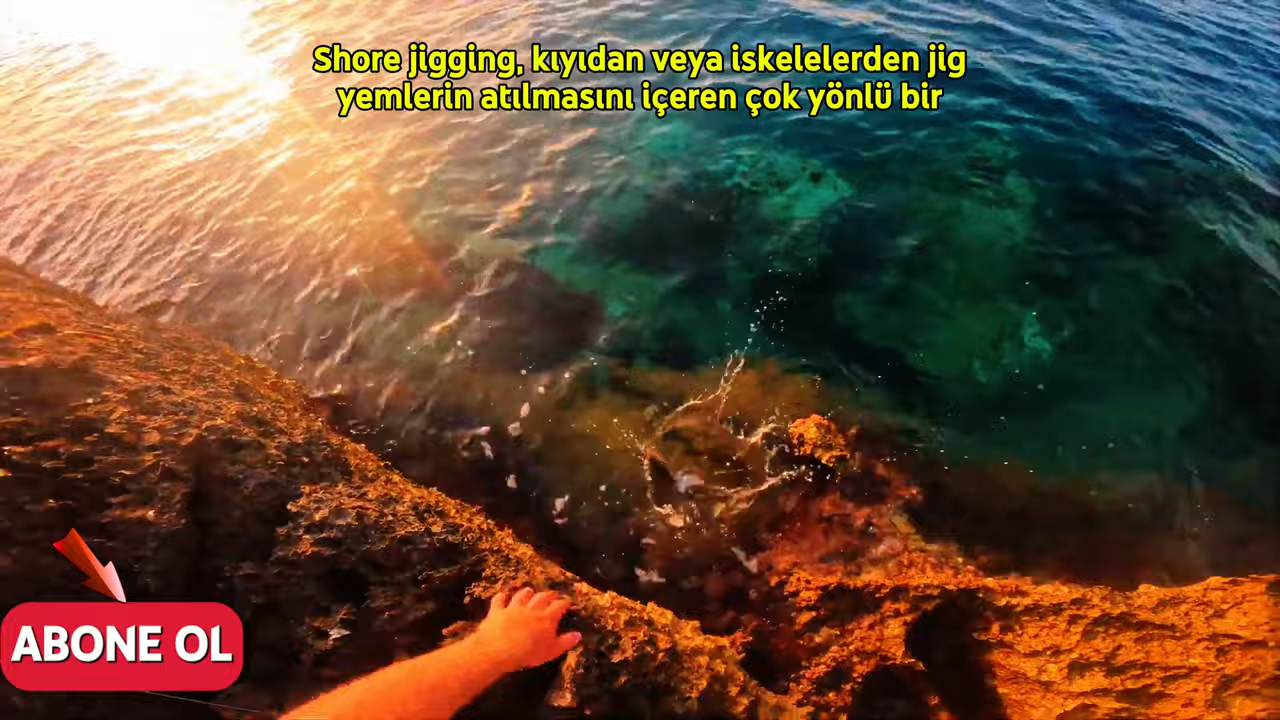 Shore jigging, kıyıdan veya iskelelerden jig
yemlerin atılmasını içeren çok yönlü bir
ABONE OL